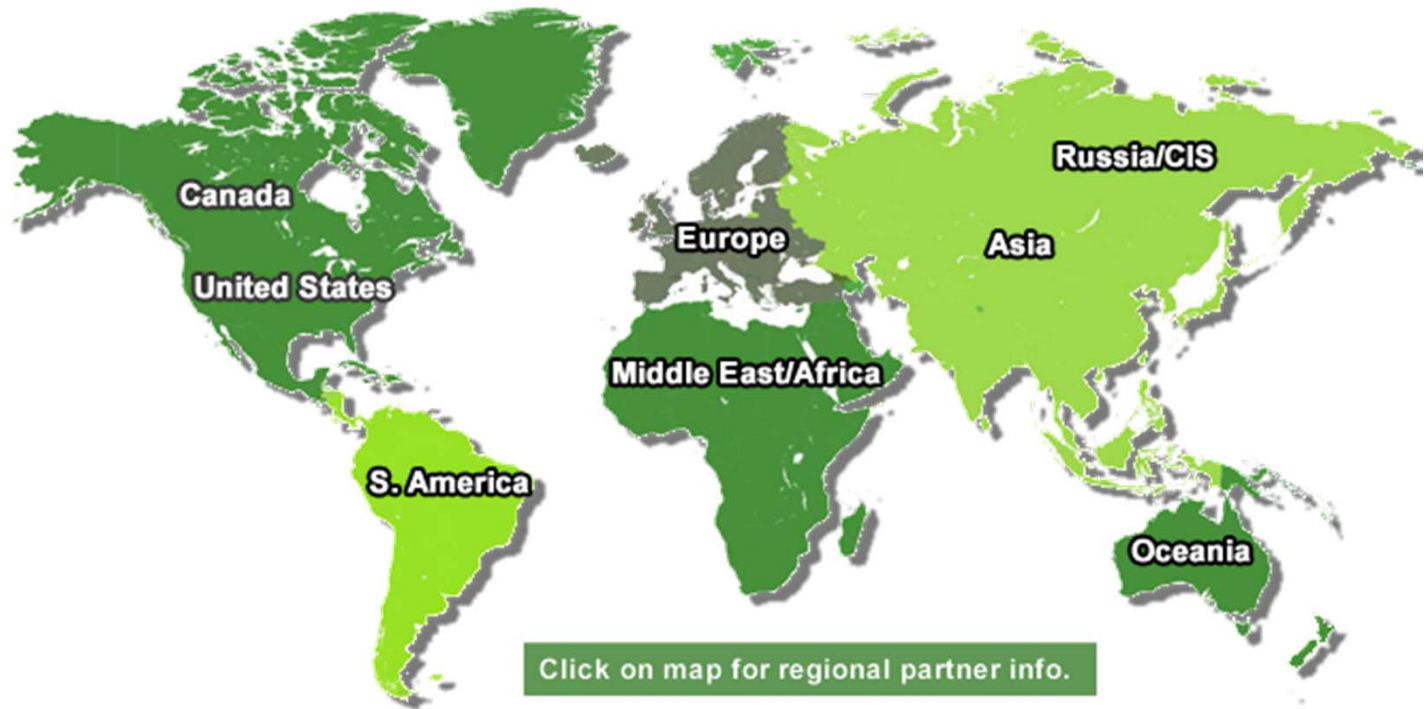 Russia/CIS
Canada
Europe
Asia
United States
Middle East/Africa
S. America
Oceania
Click on map for regional partner info.